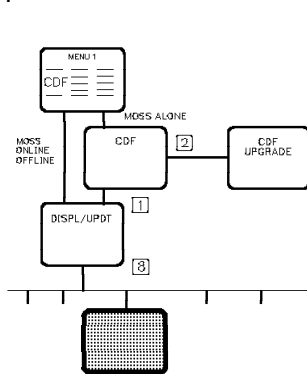 MENU 1
CDF
MOSS ALONE
MOSS
ONLINE
OFFLINE
CDF
2
CDF
UPGRADE
1
DISPL/UPDT
3